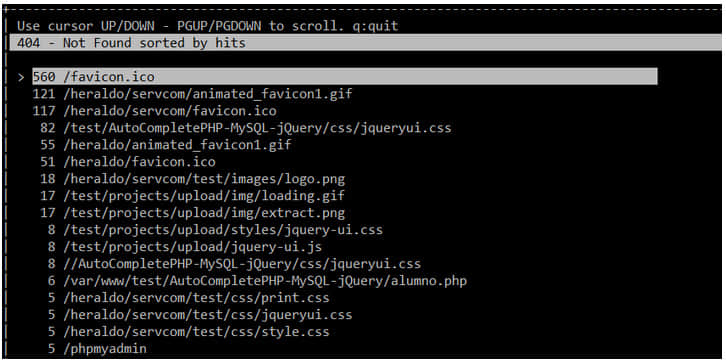 Use cursor UP/DOWN - PGUP/PGDOWN to scroll. q:quit
404 - Not Found sorted by hits
> 560 /favicon.ico
121 /heraldo/servcom/animated_favicon1.gif
117 /heraldo/servcom/favicon.ico
82 /test/AutoCompletePHP-MySQL-jQuery/css/jqueryui.css
55 /heraldo/animated_favicon1.gif
51 /heraldo/favicon.ico
18 /heraldo/servcom/test/images/logo.png
17 /test/projects/upload/img/loading.gif
17 /test/projects/upload/img/extract.png
8 /test/projects/upload/styles/jquery-ui.css
8 /test/projects/upload/jquery-ui.js
8 //AutoCompletePHP-MySQL-jQuery/css/jqueryui.css
6 /var/www/test/AutoCompletePHP-MySQL-jQuery/alumno.php
5 /heraldo/servcom/test/css/print.css
5 /heraldo/servcom/test/css/jqueryui.css
5 /heraldo/servcom/test/css/style.css
5 /phpmyadmin